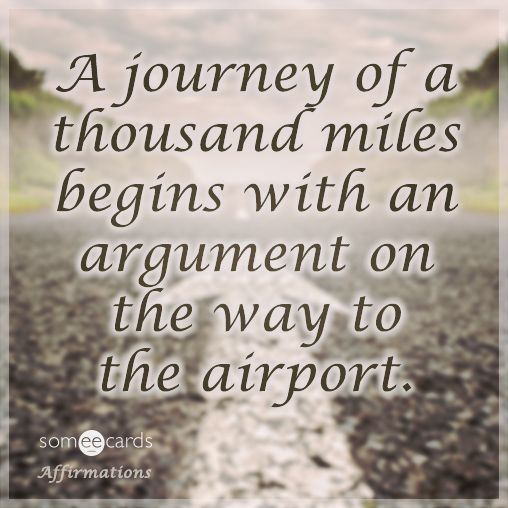 A journey of a
thousand miles
begins with an
argument on
the way to
the airport.
someecards
Affirmations